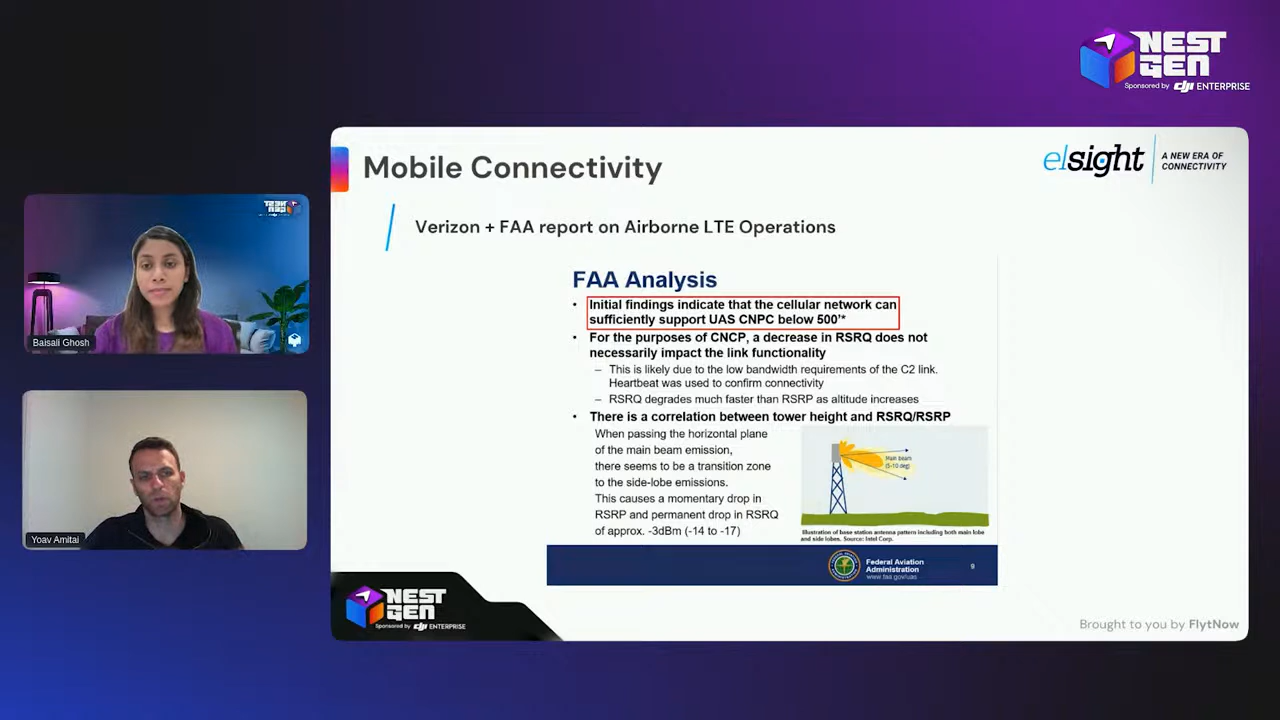 NEST
GEN
Sponsored by dji ENTERPRISE
Mobile Connectivity
elsight
A NEW ERA OF
CONNECTIVITY
Verizon + FAA report on Airborne LTE Operations
FAA Analysis
• Initial findings indicate that the cellular network can
sufficiently support UAS CNPC below 500'*
• For the purposes of CNCP, a decrease in RSRQ does not
necessarily impact the link functionality
– This is likely due to the low bandwidth requirements of the C2 link.
Heartbeat was used to confirm connectivity
– RSRQ degrades much faster than RSRP as altitude increases
• There is a correlation between tower height and RSRQ/RSRP
When passing the horizontal plane
of the main beam emission,
there seems to be a transition zone
to the side-lobe emissions.
This causes a momentary drop in
RSRP and permanent drop in RSRQ
of approx. -3dBm (-14 to -17)
Main beam
(5-10 deg)
Illustration of base station antenna pattern including both main lobe
and side lobes. Source: Intel Corp.
Federal Aviation
Administration
www.faa.gov/uas
9
Baisali Ghosh
Yoav Amitai
NEST
GEN
Sponsored by dji ENTERPRISE
Brought to you by FlytNow